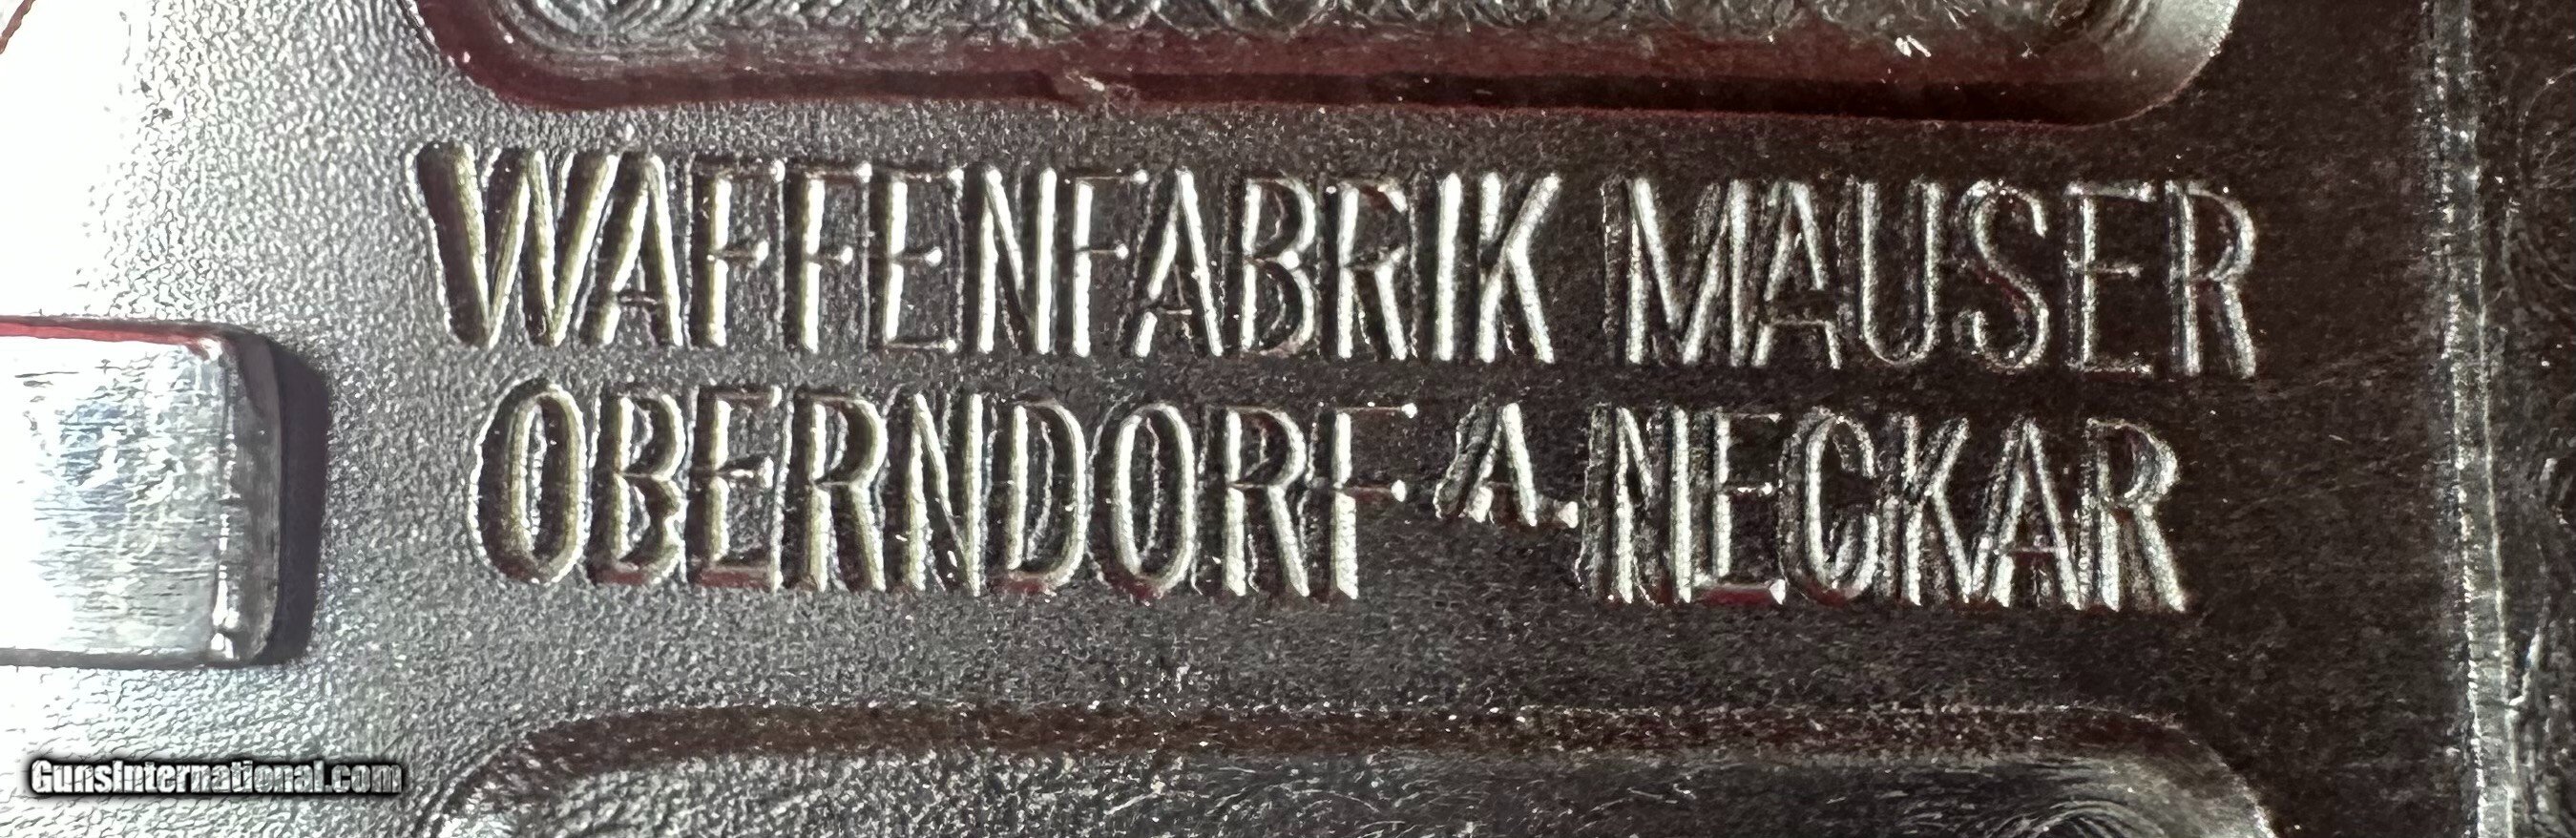 WAFFENFABRIK MAUSER
OBERNDORF A. NECKAR
GunsInternational.com